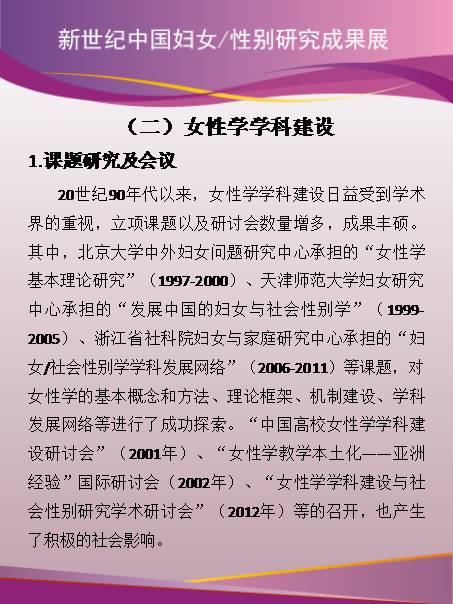 新世纪中国妇女/性别研究成果展
（二）女性学学科建设
1.课题研究及会议
20世纪90年代以来，女性学学科建设日益受到学术
界的重视，立项课题以及研讨会数量增多，成果丰硕。
其中，北京大学中外妇女问题研究中心承担的“女性学
基本理论研究”（1997-2000）、天津师范大学妇女研究
中心承担的“发展中国的妇女与社会性别学”（1999-
2005）、浙江省社科院妇女与家庭研究中心承担的“妇
女/社会性别学学科发展网络”（2006-2011）等课题，对
女性学的基本概念和方法、理论框架、机制建设、学科
发展网络等进行了成功探索。“中国高校女性学学科建
设研讨会”（2001年）、“女性学教学本土化——亚洲
经验”国际研讨会（2002年）、“女性学学科建设与社
会性别研究学术研讨会”（2012年）等的召开，也产生
了积极的社会影响。